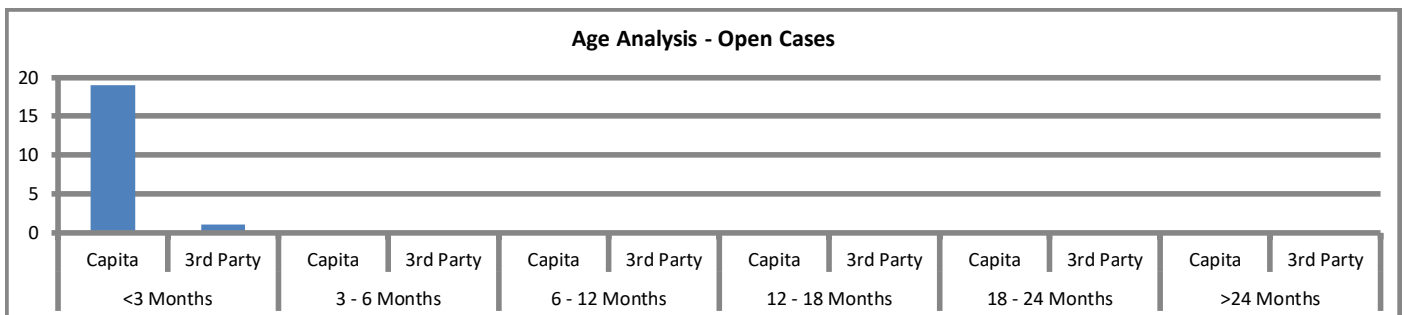 Age Analysis - Open Cases
20
15
10
5
0
Capita 3rd Party Capita 3rd Party Capita 3rd Party Capita 3rd Party Capita 3rd Party Capita 3rd Party
<3 Months 3 - 6 Months 6 - 12 Months 12 - 18 Months 18 - 24 Months >24 Months